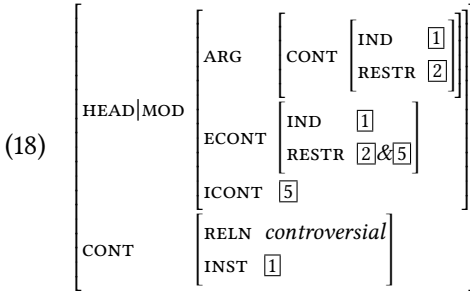 (18)
HEAD|MOD
ARG
CONT
IND 1
RESTR 2
ECONT
IND 1
RESTR 2&5
ICONT 5
CONT
RELN controversial
INST 1